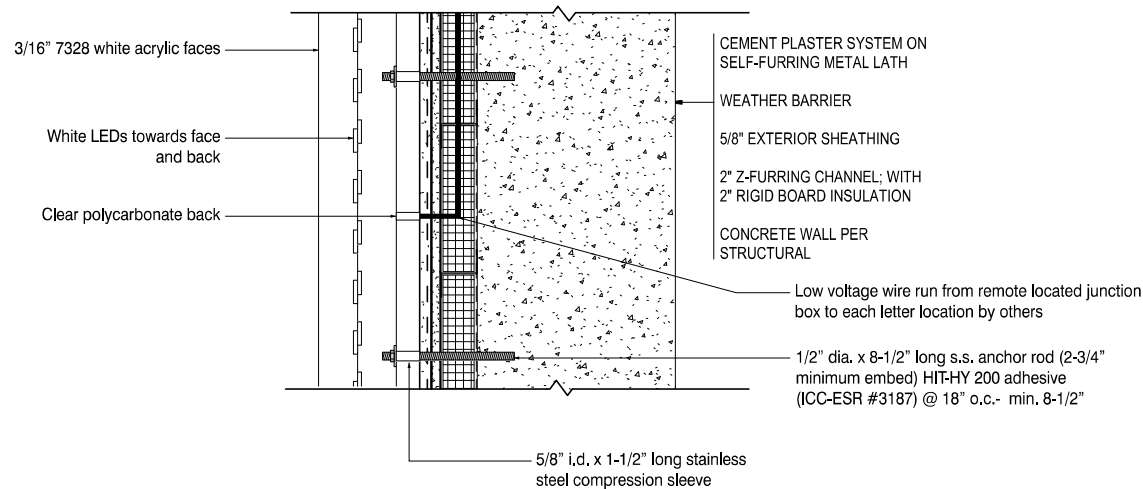 3/16” 7328 white acrylic faces
White LEDs towards face
and back
Clear polycarbonate back
CEMENT PLASTER SYSTEM ON
SELF-FURRING METAL LATH
WEATHER BARRIER
5/8" EXTERIOR SHEATHING
2" Z-FURRING CHANNEL; WITH
2" RIGID BOARD INSULATION
CONCRETE WALL PER
STRUCTURAL
Low voltage wire run from remote located junction
box to each letter location by others
1/2” dia. x 8-1/2” long s.s. anchor rod (2-3/4”
minimum embed) HIT-HY 200 adhesive
(ICC-ESR #3187) @ 18” o.c.- min. 8-1/2”
5/8” i.d. x 1-1/2” long stainless
steel compression sleeve